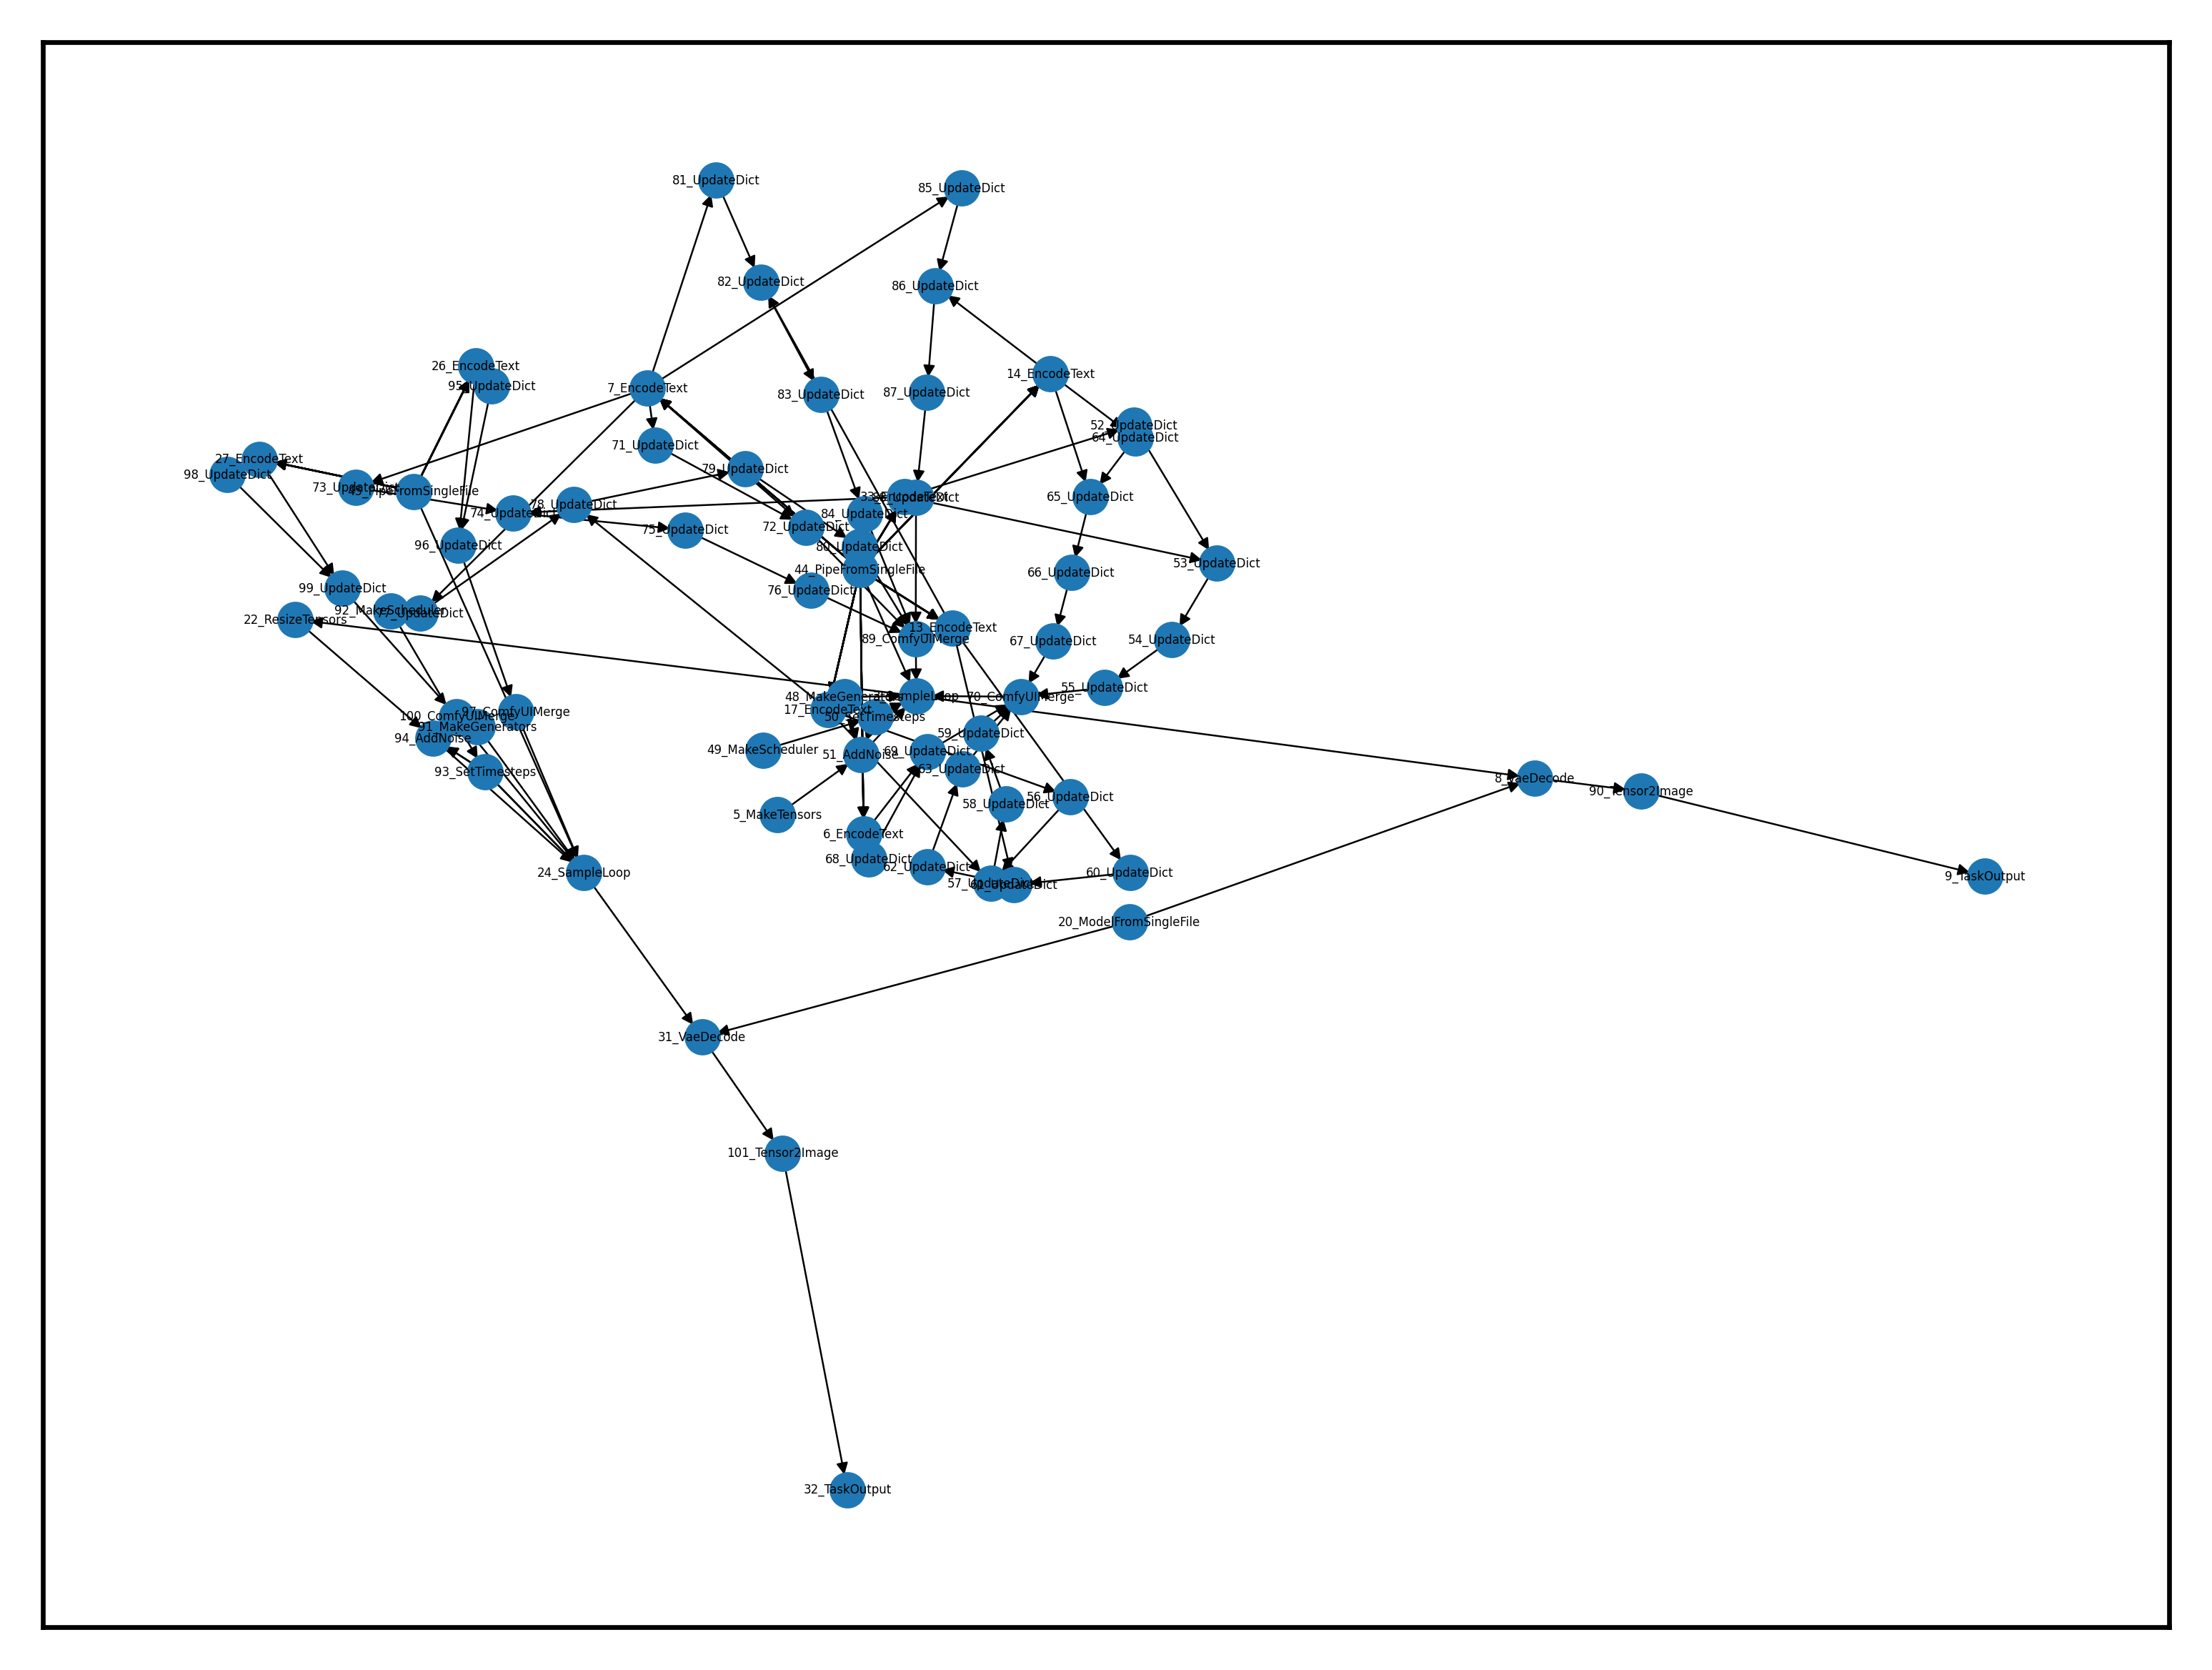 81_UpdateDict
85_UpdateDict
82_UpdateDict
86_UpdateDict
26_EncodeText
95_UpdateDict
7_EncodeText
14_EncodeText
83_UpdateDict
87_UpdateDict
52_UpdateDict
64_UpdateDict
71_UpdateDict
27_EncodeText
98_UpdateDict
79_UpdateDict
73_UpdateDict
45_PipeFromSingleFile
33_EncodeText
65_UpdateDict
78_UpdateDict
74_UpdateDict
84_UpdateDict
72_UpdateDict
75_UpdateDict
96_UpdateDict
80_UpdateDict
53_UpdateDict
44_PipeFromSingleFile
66_UpdateDict
99_UpdateDict
76_UpdateDict
92_MakeScheduler
77_UpdateDict
22_ResizeTensors
13_EncodeText
89_ComfyUIMerge
67_UpdateDict
54_UpdateDict
55_UpdateDict
48_MakeGenerators
70_ComfyUIMerge
17_EncodeText
97_ComfyUIMerge
100_ComfyUIMerge
50_SetTimesteps
91_MakeGenerators
59_UpdateDict
94_AddNoise
49_MakeScheduler
69_UpdateDict
51_AddNoise
63_UpdateDict
93_SetTimesteps
8_VaeDecode
90_Tensor2Image
56_UpdateDict
58_UpdateDict
5_MakeTensors
6_EncodeText
68_UpdateDict
62_UpdateDict
24_SampleLoop
60_UpdateDict
9_TaskOutput
57_UpdateDict
61_UpdateDict
20_ModelFromSingleFile
31_VaeDecode
101_Tensor2Image
32_TaskOutput